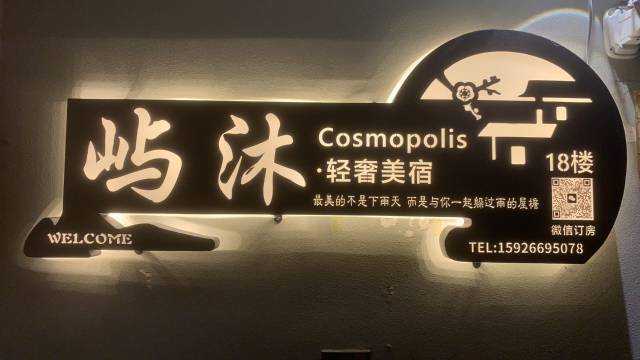 屿沐
Cosmopolis
·轻奢美宿
最美的不是下雨天 而是与你一起躲过雨的屋檐
WELCOME
18楼
微信订房
TEL:15926695078